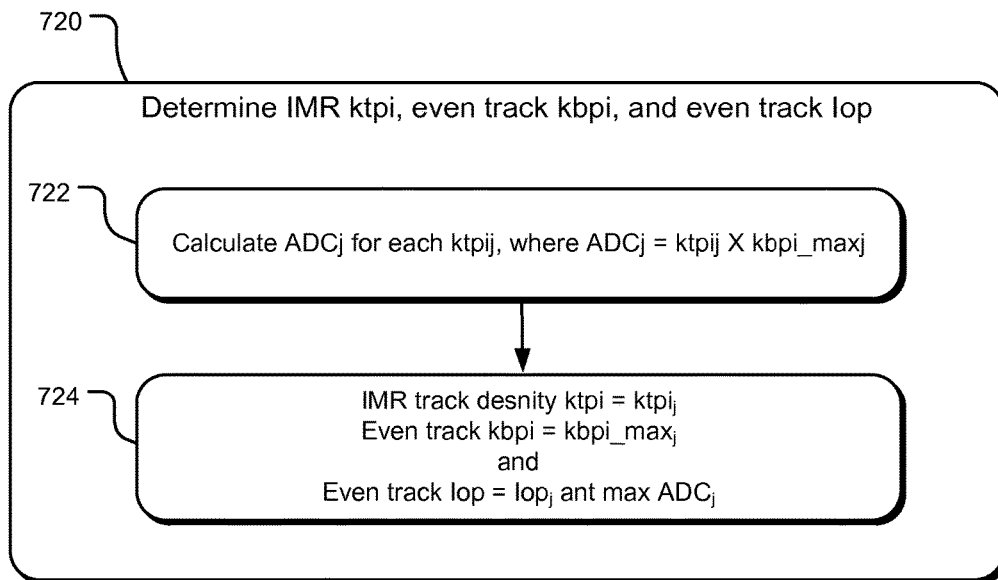 720
Determine IMR ktpi, even track kbpi, and even track Iop
722
Calculate ADCj for each ktpij, where ADCj = ktpij X kbpi_maxj
724
IMR track desnity ktpi = ktpij
Even track kbpi = kbpi_maxj
and
Even track Iop = Iopj ant max ADCj